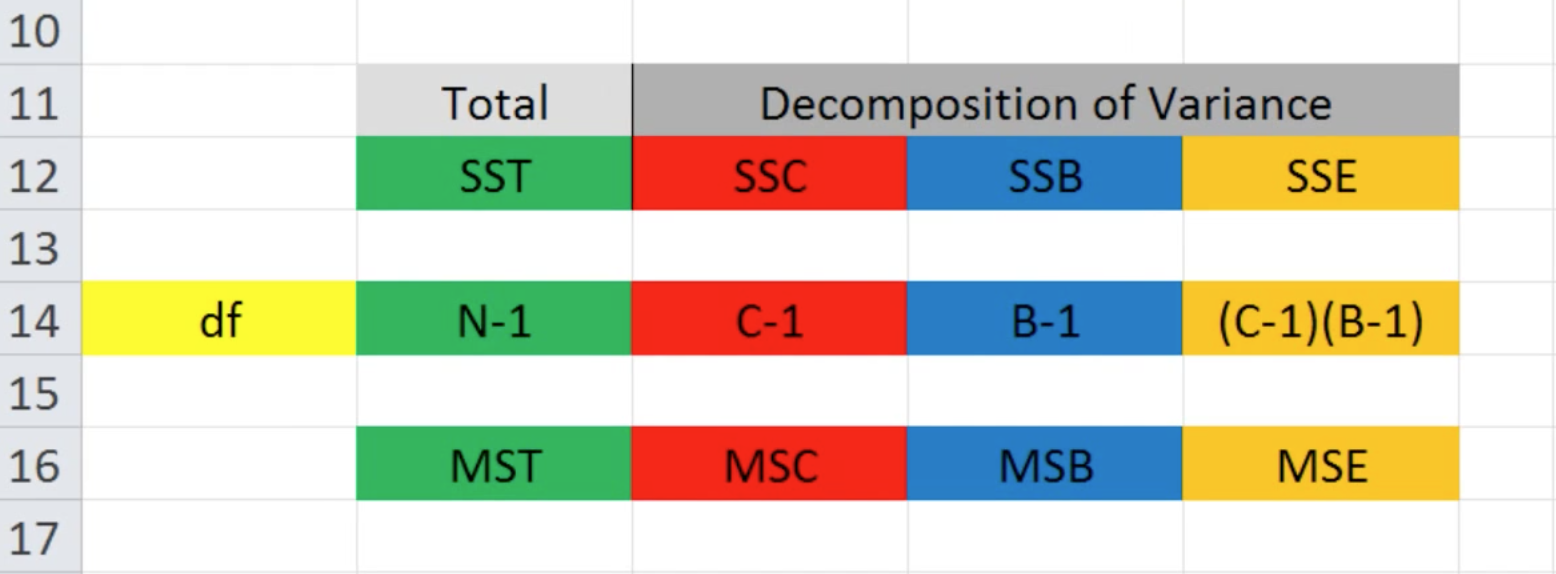 10
11 Total Decomposition of Variance
12 SST SSC SSB SSE
13
14 df N-1 C-1 B-1 (C-1)(B-1)
15
16 MST MSC MSB MSE
17